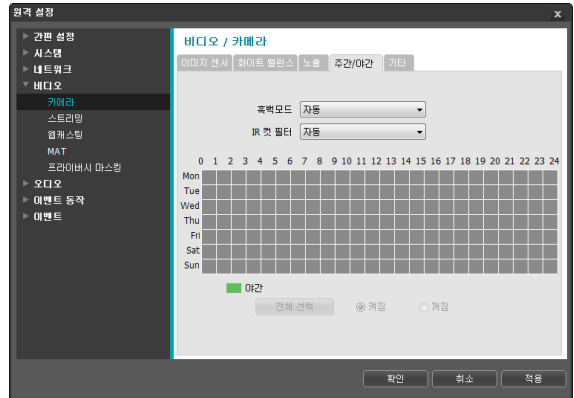 원격 설정
x
간편 설정
시스템
네트워크
비디오
카메라
스트리밍
웹캐스팅
MAT
프라이버시 마스킹
오디오
이벤트 동작
이벤트
비디오 / 카메라
이미지 센서 화이트 밸런스 노출 주간/야간 기타
흑백모드 자동
IR 컷 필터 자동
0 1 2 3 4 5 6 7 8 9 10 11 12 13 14 15 16 17 18 19 20 21 22 23 24
Mon
Tue
Wed
Thu
Fri
Sat
Sun
야간
전체 선택 켜짐 꺼짐
확인 취소 적용